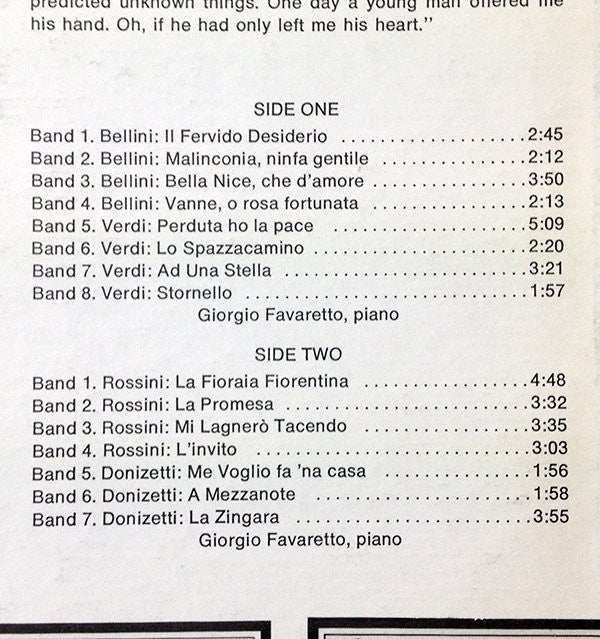 predicted unknown things. One day a young man offered me
his hand. Oh, if he had only left me his heart."
SIDE ONE
Band 1. Bellini: Il Fervido Desiderio ...................2:45
Band 2. Bellini: Malinconia, ninfa gentile ...............2:12
Band 3. Bellini: Bella Nice, che d'amore ................3:50
Band 4. Bellini: Vanne, o rosa fortunata ................2:13
Band 5. Verdi: Perduta ho la pace ....................5:09
Band 6. Verdi: Lo Spazzacamino ......................2:20
Band 7. Verdi: Ad Una Stella .........................3:21
Band 8. Verdi: Stornello .............................1:57
Giorgio Favaretto, piano
SIDE TWO
Band 1. Rossini: La Fioraia Fiorentina .................4:48
Band 2. Rossini: La Promesa .........................3:32
Band 3. Rossini: Mi Lagnerò Tacendo .................3:35
Band 4. Rossini: L'invito ............................3:03
Band 5. Donizetti: Me Voglio fa 'na casa ................1:56
Band 6. Donizetti: A Mezzanote ......................1:58
Band 7. Donizetti: La Zingara ........................3:55
Giorgio Favaretto, piano